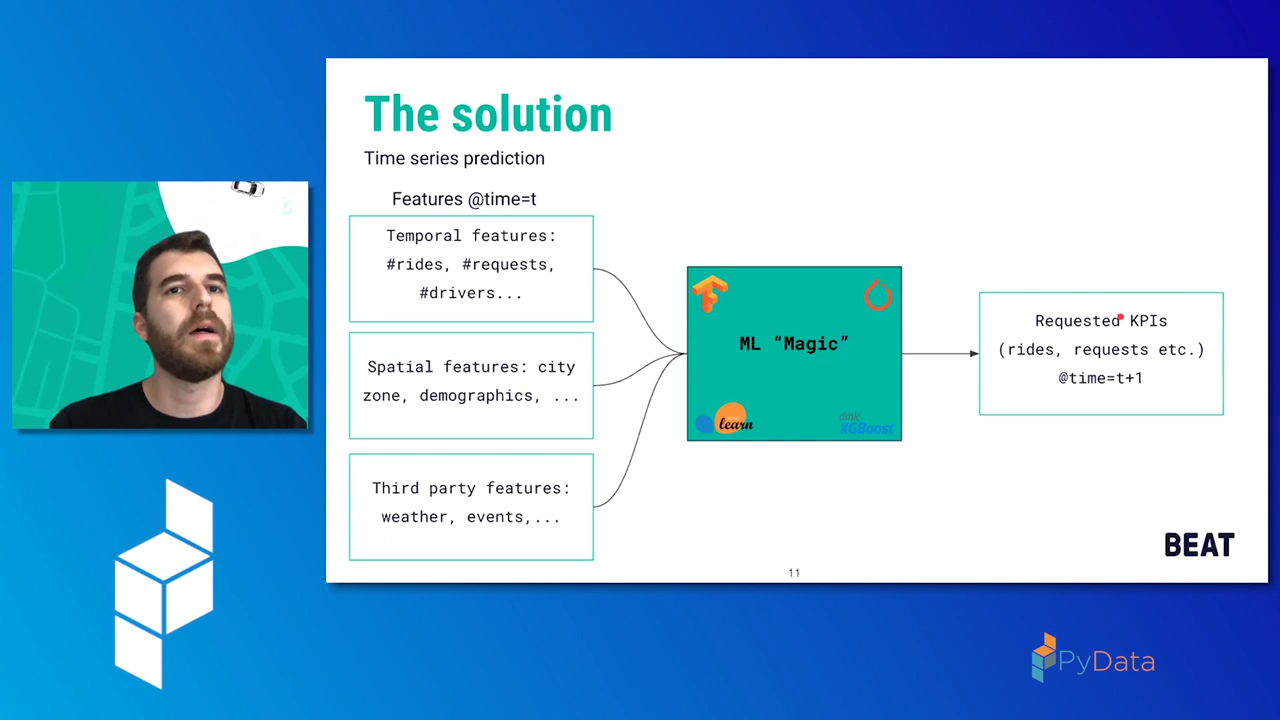 The solution
Time series prediction
Features @time=t
Temporal features:
#rides, #requests,
#drivers...
Spatial features: city
zone, demographics, ...
Third party features:
weather, events,...
ML “Magic”
learn
dmlc
XGBoost
Requested KPIs
(rides, requests etc.)
@time=t+1
BEAT
11
PyData